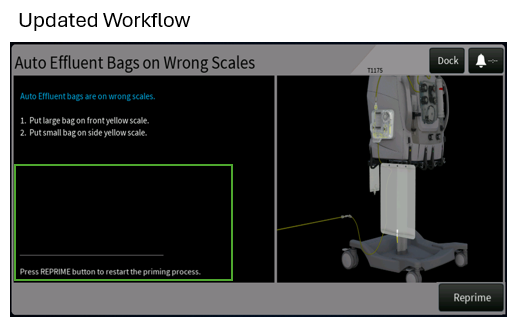 Updated Workflow
Auto Effluent Bags on Wrong Scales
T1175
Dock
Auto Effluent bags are on wrong scales.
1. Put large bag on front yellow scale.
2. Put small bag on side yellow scale.
Press REPRIME button to restart the priming process.
Reprime